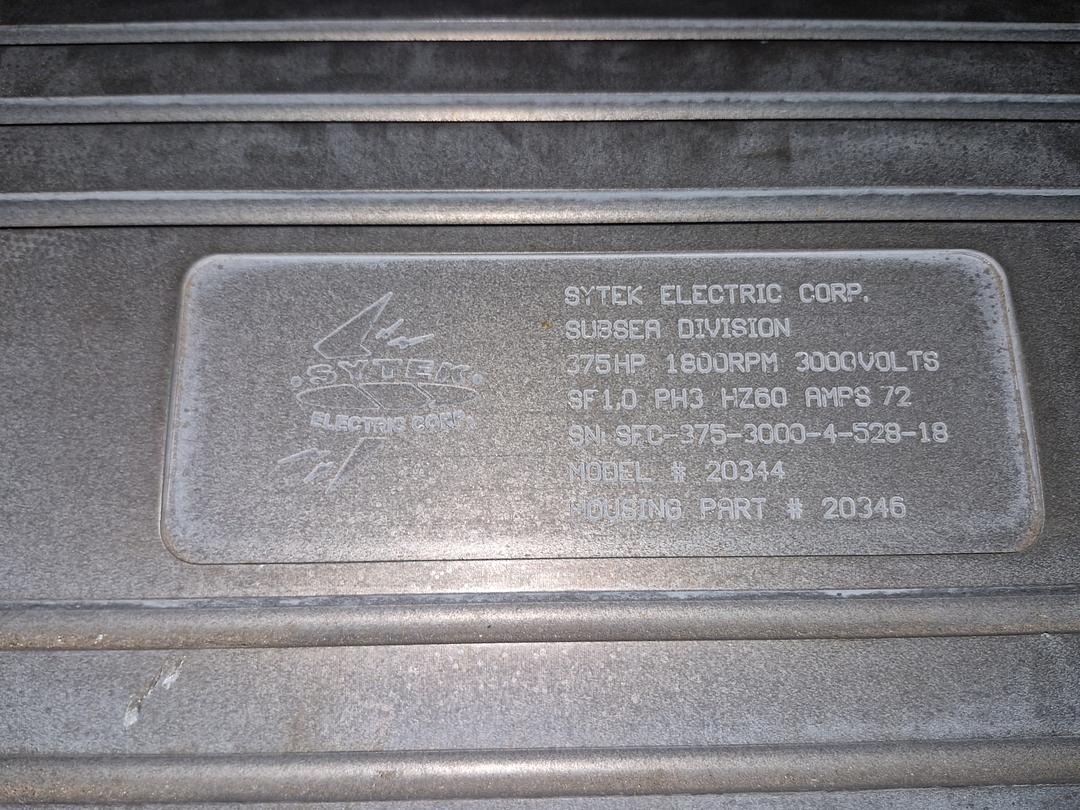 SYTEK
ELECTRIC CORP.
SYTEK ELECTRIC CORP.
SUBSEA DIVISION
375HP 1800RPM 3000VOLTS
SF1.0 PH3 HZ60 AMPS 72
SN: SFC-375-3000-4-528-18
MODEL # 20344
HOUSING PART # 20346